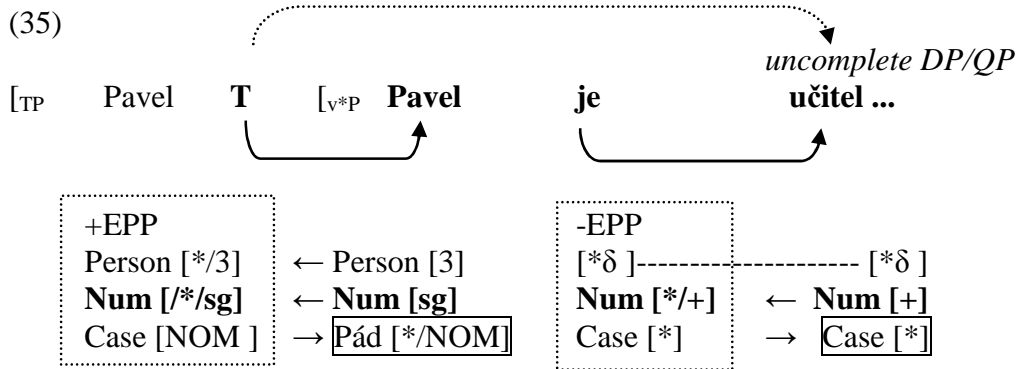 (35)
uncomplete DP/QP
[TP Pavel T [v*P Pavel je učitel ...
+EPP -EPP
Person [*/3] ← Person [3] [*δ ]---------------------- [*δ ]
Num [/*/sg] ← Num [sg] Num [*/+] ← Num [+]
Case [NOM ] → Pád [*/NOM] Case [*] → Case [*]